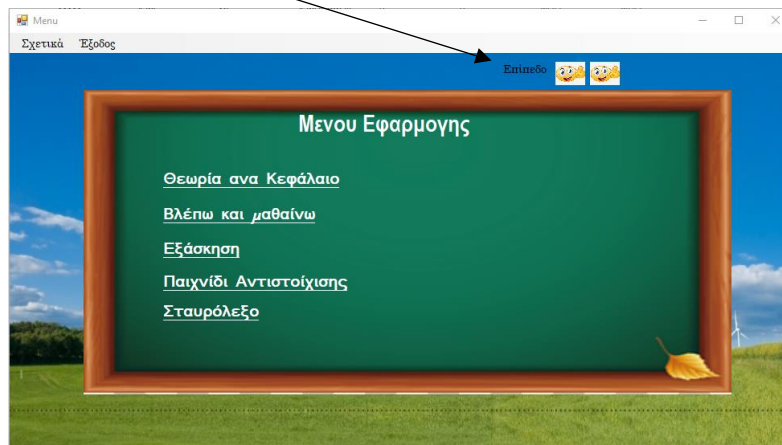 Menu
Σχετικά Έξοδος
Επίπεδο
Μενου Εφαρμογης
Θεωρία ανα Κεφάλαιο
Βλέπω και μαθαίνω
Εξάσκηση
Παιχνίδι Αντιστοίχισης
Σταυρόλεξο